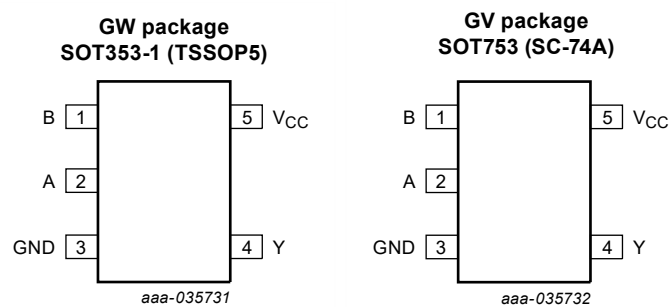 GW package
SOT353-1 (TSSOP5)
B 1
5 VCC
A 2
GND 3
4 Y
aaa-035731
GV package
SOT753 (SC-74A)
B 1
5 VCC
A 2
GND 3
4 Y
aaa-035732